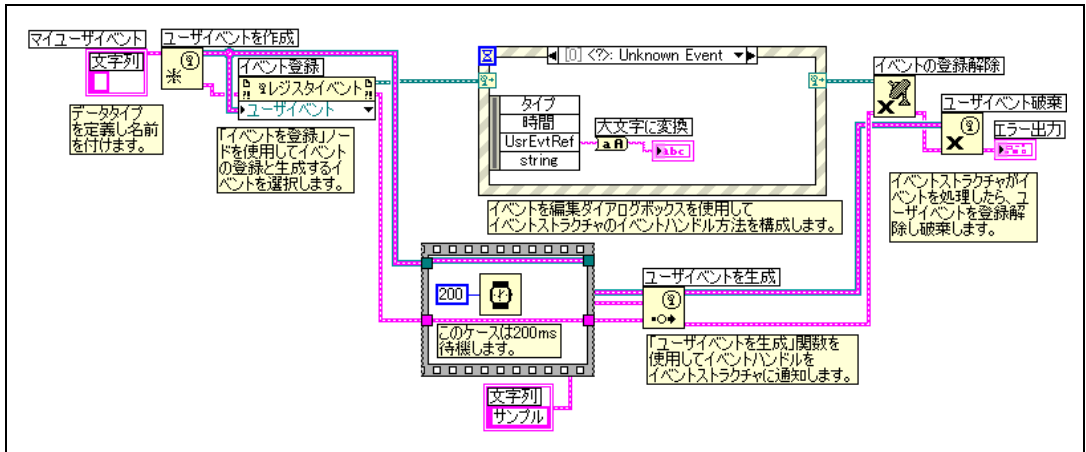 マイユーザイベント
文字列
データタイプ
を定義し名前
を付けます。
ユーザイベントを作成
イベント登録
レジスタイベント
ユーザイベント
「イベントを登録」ノー
ドを使用してイベント
の登録と生成するイ
ベントを選択します。
[0] <?>: Unknown Event
タイプ
時間
UsrEvtRef
string
大文字に変換
aA
abc
イベントを編集ダイアログボックスを使用して
イベントストラクチャのイベントハンドル方法を構成します。
イベントの登録解除
ユーザイベント破棄
エラー出力
イベントストラクチャがイ
ベントを処理したら、ユ
ーザイベントを登録解
除し破棄します。
200
このケースは200ms
待機します。
文字列
サンプル
ユーザイベントを生成
「ユーザイベントを生成」関数を
使用してイベントハンドルを
イベントストラクチャに通知します。